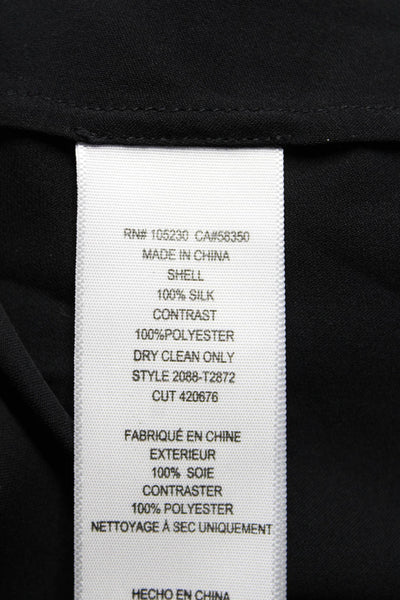 RN# 105230 CA#58350
MADE IN CHINA
SHELL
100% SILK
CONTRAST
100%POLYESTER
DRY CLEAN ONLY
STYLE 2088-T2872
CUT 420676
FABRIQUÉ EN CHINE
EXTERIEUR
100% SOIE
CONTRASTER
100% POLYESTER
NETTOYAGE À SEC UNIQUEMENT
HECHO EN CHINA